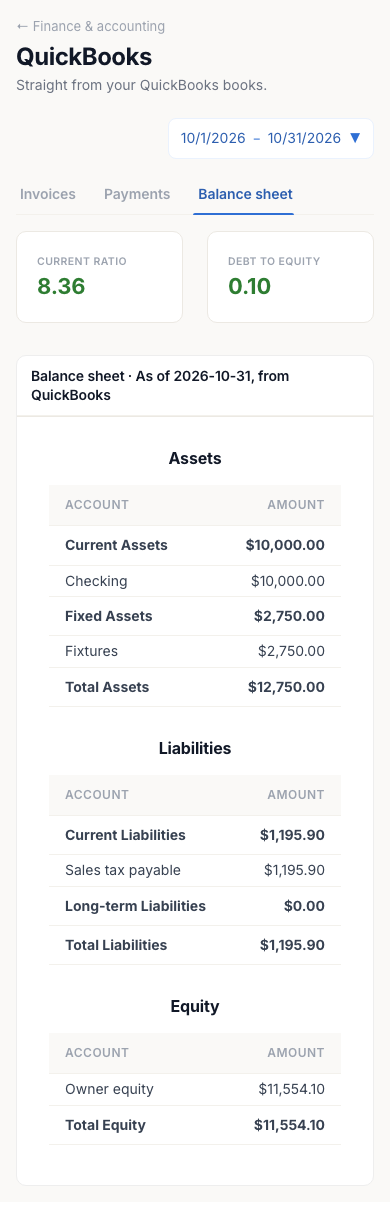 ← Finance & accounting
QuickBooks
Straight from your QuickBooks books.
10/1/2026 – 10/31/2026 ▼
Invoices Payments Balance sheet
CURRENT RATIO DEBT TO EQUITY
8.36 0.10
Balance sheet · As of 2026-10-31, from
QuickBooks
Assets
ACCOUNT AMOUNT
Current Assets $10,000.00
Checking $10,000.00
Fixed Assets $2,750.00
Fixtures $2,750.00
Total Assets $12,750.00
Liabilities
ACCOUNT AMOUNT
Current Liabilities $1,195.90
Sales tax payable $1,195.90
Long-term Liabilities $0.00
Total Liabilities $1,195.90
Equity
ACCOUNT AMOUNT
Owner equity $11,554.10
Total Equity $11,554.10